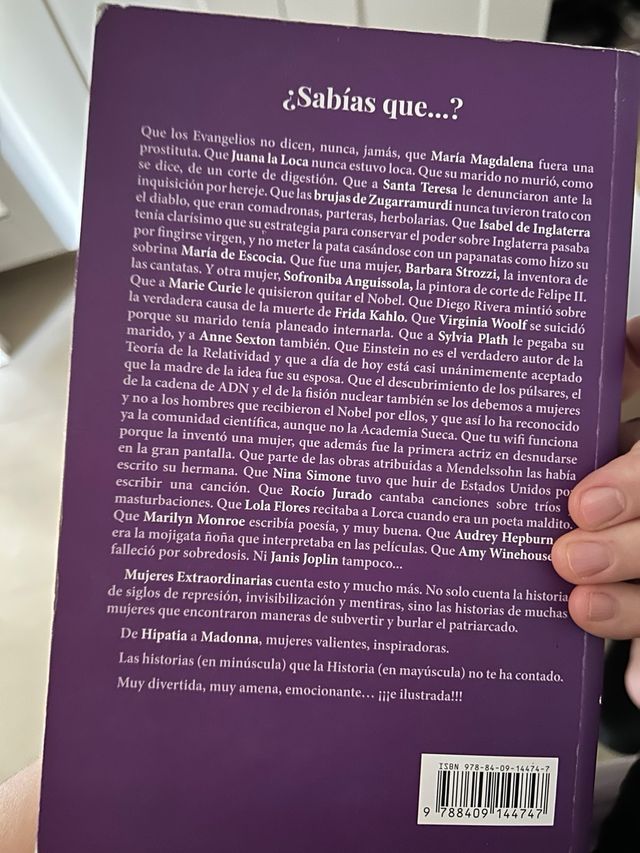 ¿Sabías que...?
Que los Evangelios no dicen, nunca, jamás, que María Magdalena fuera una
prostituta. Que Juana la Loca nunca estuvo loca. Que su marido no murió, como
se dice, de un corte de digestión. Que a Santa Teresa le denunciaron ante la
inquisición por hereje. Que las brujas de Zugarramurdi nunca tuvieron trato con
el diablo, que eran comadronas, parteras, herbolarias. Que Isabel de Inglaterra
tenía clarísimo que su estrategia para conservar el poder sobre Inglaterra pasaba
por fingirse virgen, y no meter la pata casándose con un papanatas como hizo su
sobrina María de Escocia. Que fue una mujer, Barbara Strozzi, la inventora de
las cantatas. Y otra mujer, Sofroniba Anguissola, la pintora de corte de Felipe II.
Que a Marie Curie le quisieron quitar el Nobel. Que Diego Rivera mintió sobre
la verdadera causa de la muerte de Frida Kahlo. Que Virginia Woolf se suicidó
porque su marido tenía planeado internarla. Que a Sylvia Plath le pegaba su
marido, y a Anne Sexton también. Que Einstein no es el verdadero autor de la
Teoría de la Relatividad y que a día de hoy está casi unánimemente aceptado
que la madre de la idea fue su esposa. Que el descubrimiento de los púlsares, el
de la cadena de ADN y el de la fisión nuclear también se los debemos a mujeres
y no a los hombres que recibieron el Nobel por ellos, y que así lo ha reconocido
ya la comunidad científica, aunque no la Academia Sueca. Que tu wifi funciona
porque la inventó una mujer, que además fue la primera actriz en desnudarse
en la gran pantalla. Que parte de las obras atribuidas a Mendelssohn las había
escrito su hermana. Que Nina Simone tuvo que huir de Estados Unidos por
escribir una canción. Que Rocío Jurado cantaba canciones sobre tríos
masturbaciones. Que Lola Flores recitaba a Lorca cuando era un poeta maldito.
Que Marilyn Monroe escribía poesía, y muy buena. Que Audrey Hepburn
era la mojigata ñoña que interpretaba en las películas. Que Amy Winehouse
falleció por sobredosis. Ni Janis Joplin tampoco...
Mujeres Extraordinarias cuenta esto y mucho más. No solo cuenta la historia
de siglos de represión, invisibilización y mentiras, sino las historias de muchas
mujeres que encontraron maneras de subvertir y burlar el patriarcado.
De Hipatia a Madonna, mujeres valientes, inspiradoras.
Las historias (en minúscula) que la Historia (en mayúscula) no te ha contado.
Muy divertida, muy amena, emocionante… ¡¡¡e ilustrada!!!
ISBN 978-84-09-14474-7
9 788409 144747